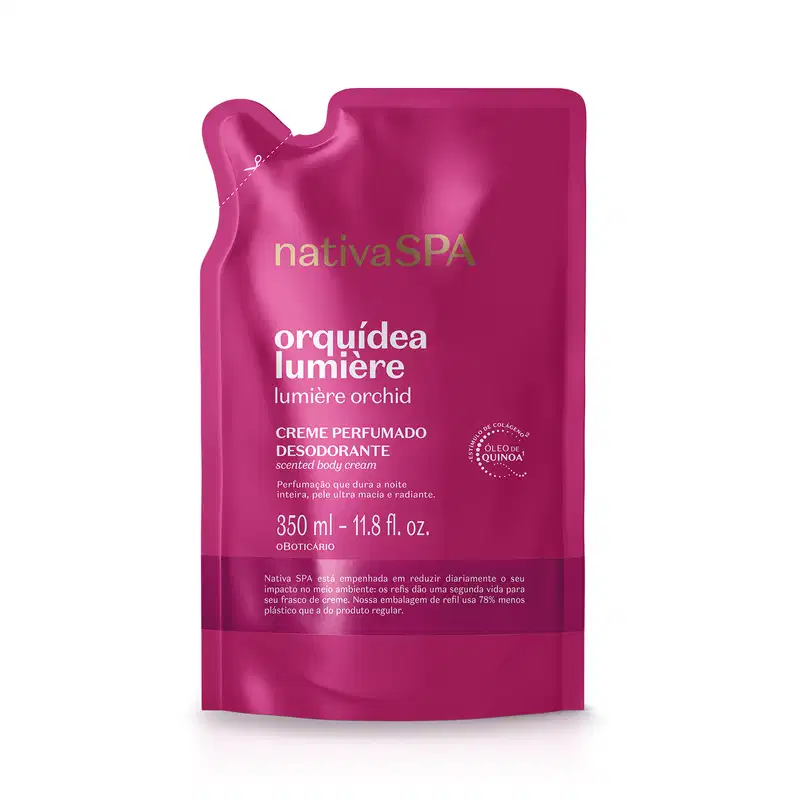 nativaSPA
orquídea
lumière
lumière orchid
CREME PERFUMADO
DESODORANTE
scented body cream
Perfumação que dura a noite
inteira, pele ultra macia e radiante.
350 ml - 11.8 fl. oz.
oBOTICÁRIO
ESTÍMULO DE COLÁGENO²
ÓLEO DE
QUINOA¹
Nativa SPA está empenhada em reduzir diariamente o seu
impacto no meio ambiente: os refis dão uma segunda vida para
seu frasco de creme. Nossa embalagem de refil usa 78% menos
plástico que a do produto regular.